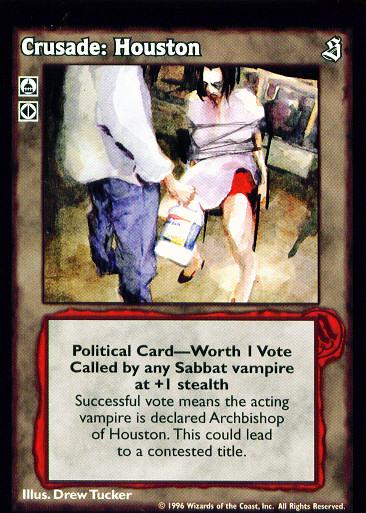 Crusade: Houston
Political Card—Worth 1 Vote
Called by any Sabbat vampire
at +1 stealth
Successful vote means the acting
vampire is declared Archbishop
of Houston. This could lead
to a contested title.
Illus. Drew Tucker
© 1996 Wizards of the Coast, Inc. All Rights Reserved.